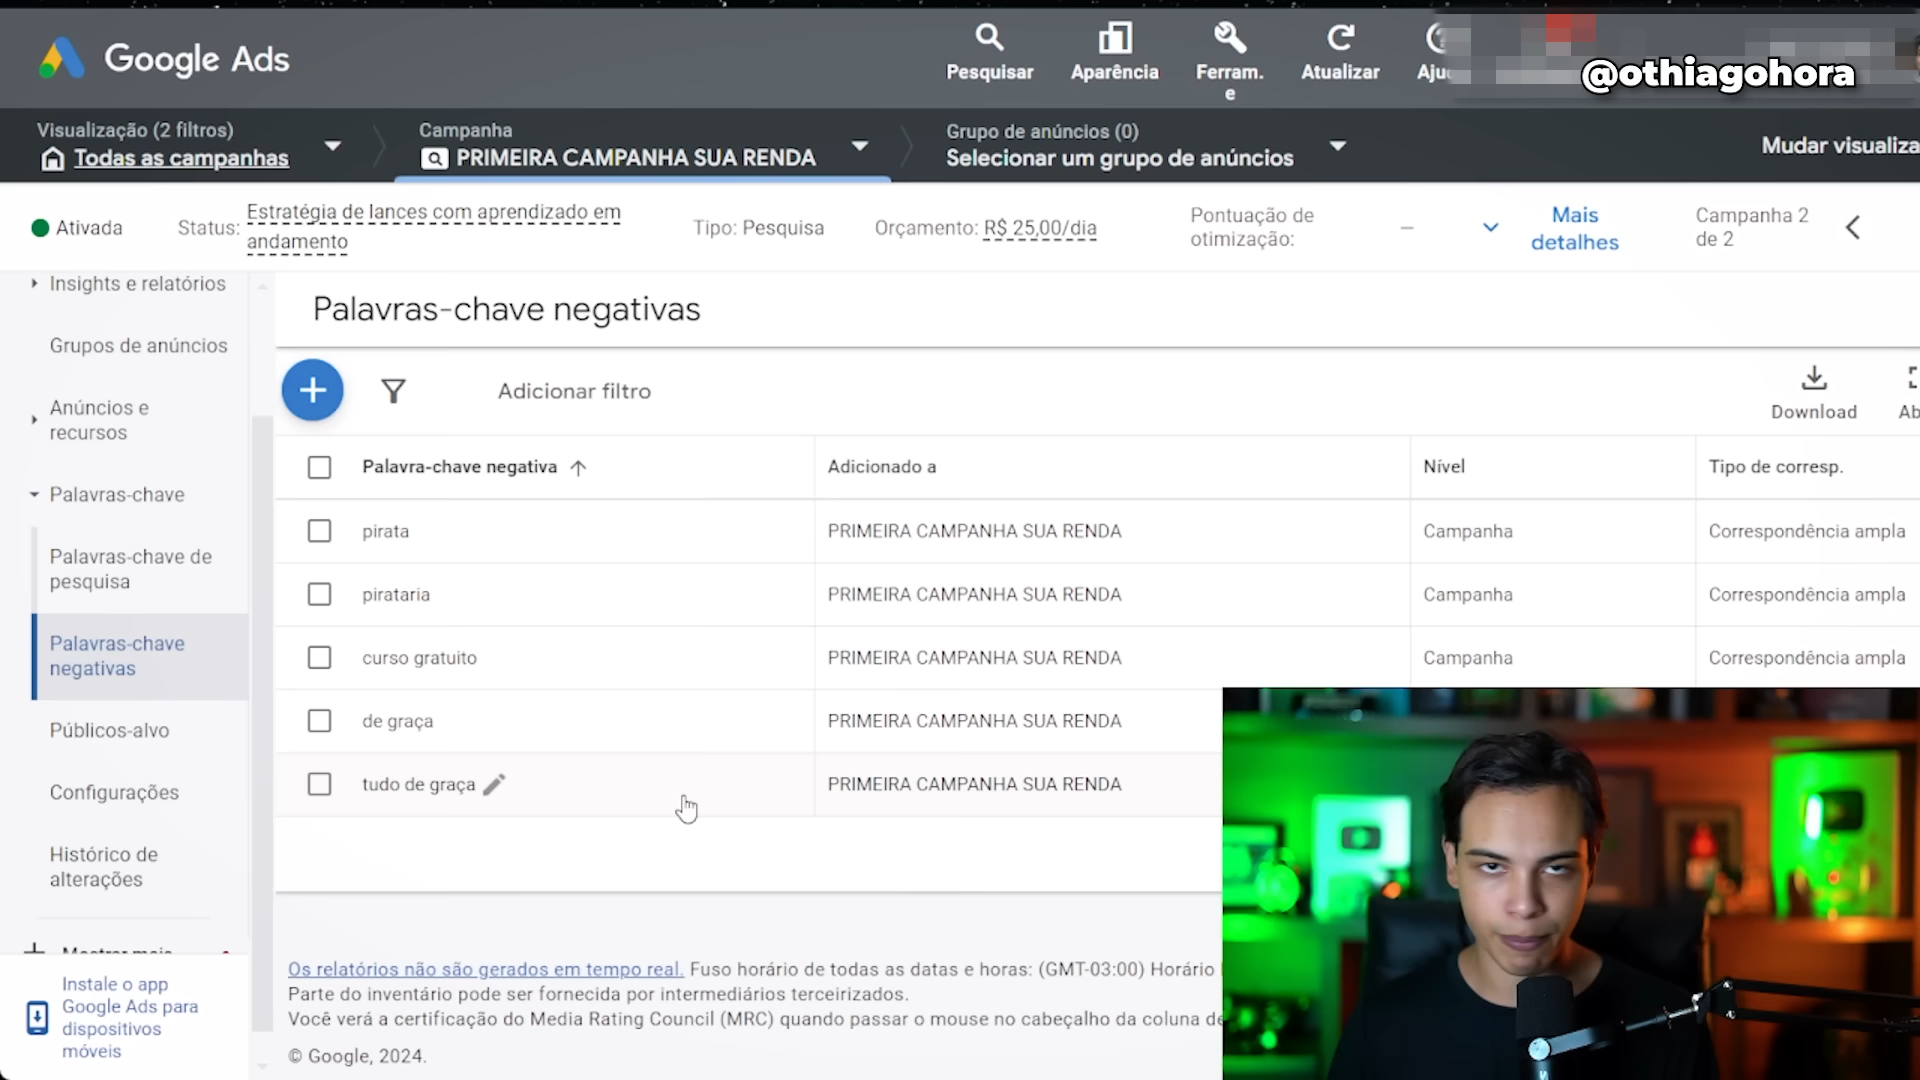 Google Ads
Pesquisar
Aparência
Ferram.
e
Atualizar
@othiagohora
Visualização (2 filtros)
Todas as campanhas
Campanha
PRIMEIRA CAMPANHA SUA RENDA
Grupo de anúncios (0)
Selecionar um grupo de anúncios
Mudar visualiza
Ativada
Status: Estratégia de lances com aprendizado em
andamento
Tipo: Pesquisa
Orçamento: R$ 25,00/dia
Pontuação de
otimização:
–
Mais
detalhes
Campanha 2
de 2
Insights e relatórios
Grupos de anúncios
Anúncios e
recursos
Palavras-chave
Palavras-chave de
pesquisa
Palavras-chave
negativas
Públicos-alvo
Configurações
Histórico de
alterações
Mostrar mais
Instale o app
Google Ads para
dispositivos
móveis
Palavras-chave negativas
Adicionar filtro
Download
Ab
Palavra-chave negativa
Adicionado a
Nível
Tipo de corresp.
pirata
PRIMEIRA CAMPANHA SUA RENDA
Campanha
Correspondência ampla
pirataria
PRIMEIRA CAMPANHA SUA RENDA
Campanha
Correspondência ampla
curso gratuito
PRIMEIRA CAMPANHA SUA RENDA
Campanha
Correspondência ampla
de graça
PRIMEIRA CAMPANHA SUA RENDA
tudo de graça
PRIMEIRA CAMPANHA SUA RENDA
Os relatórios não são gerados em tempo real. Fuso horário de todas as datas e horas: (GMT-03:00) Horário
Parte do inventário pode ser fornecida por intermediários terceirizados.
Você verá a certificação do Media Rating Council (MRC) quando passar o mouse no cabeçalho da coluna de
© Google, 2024.